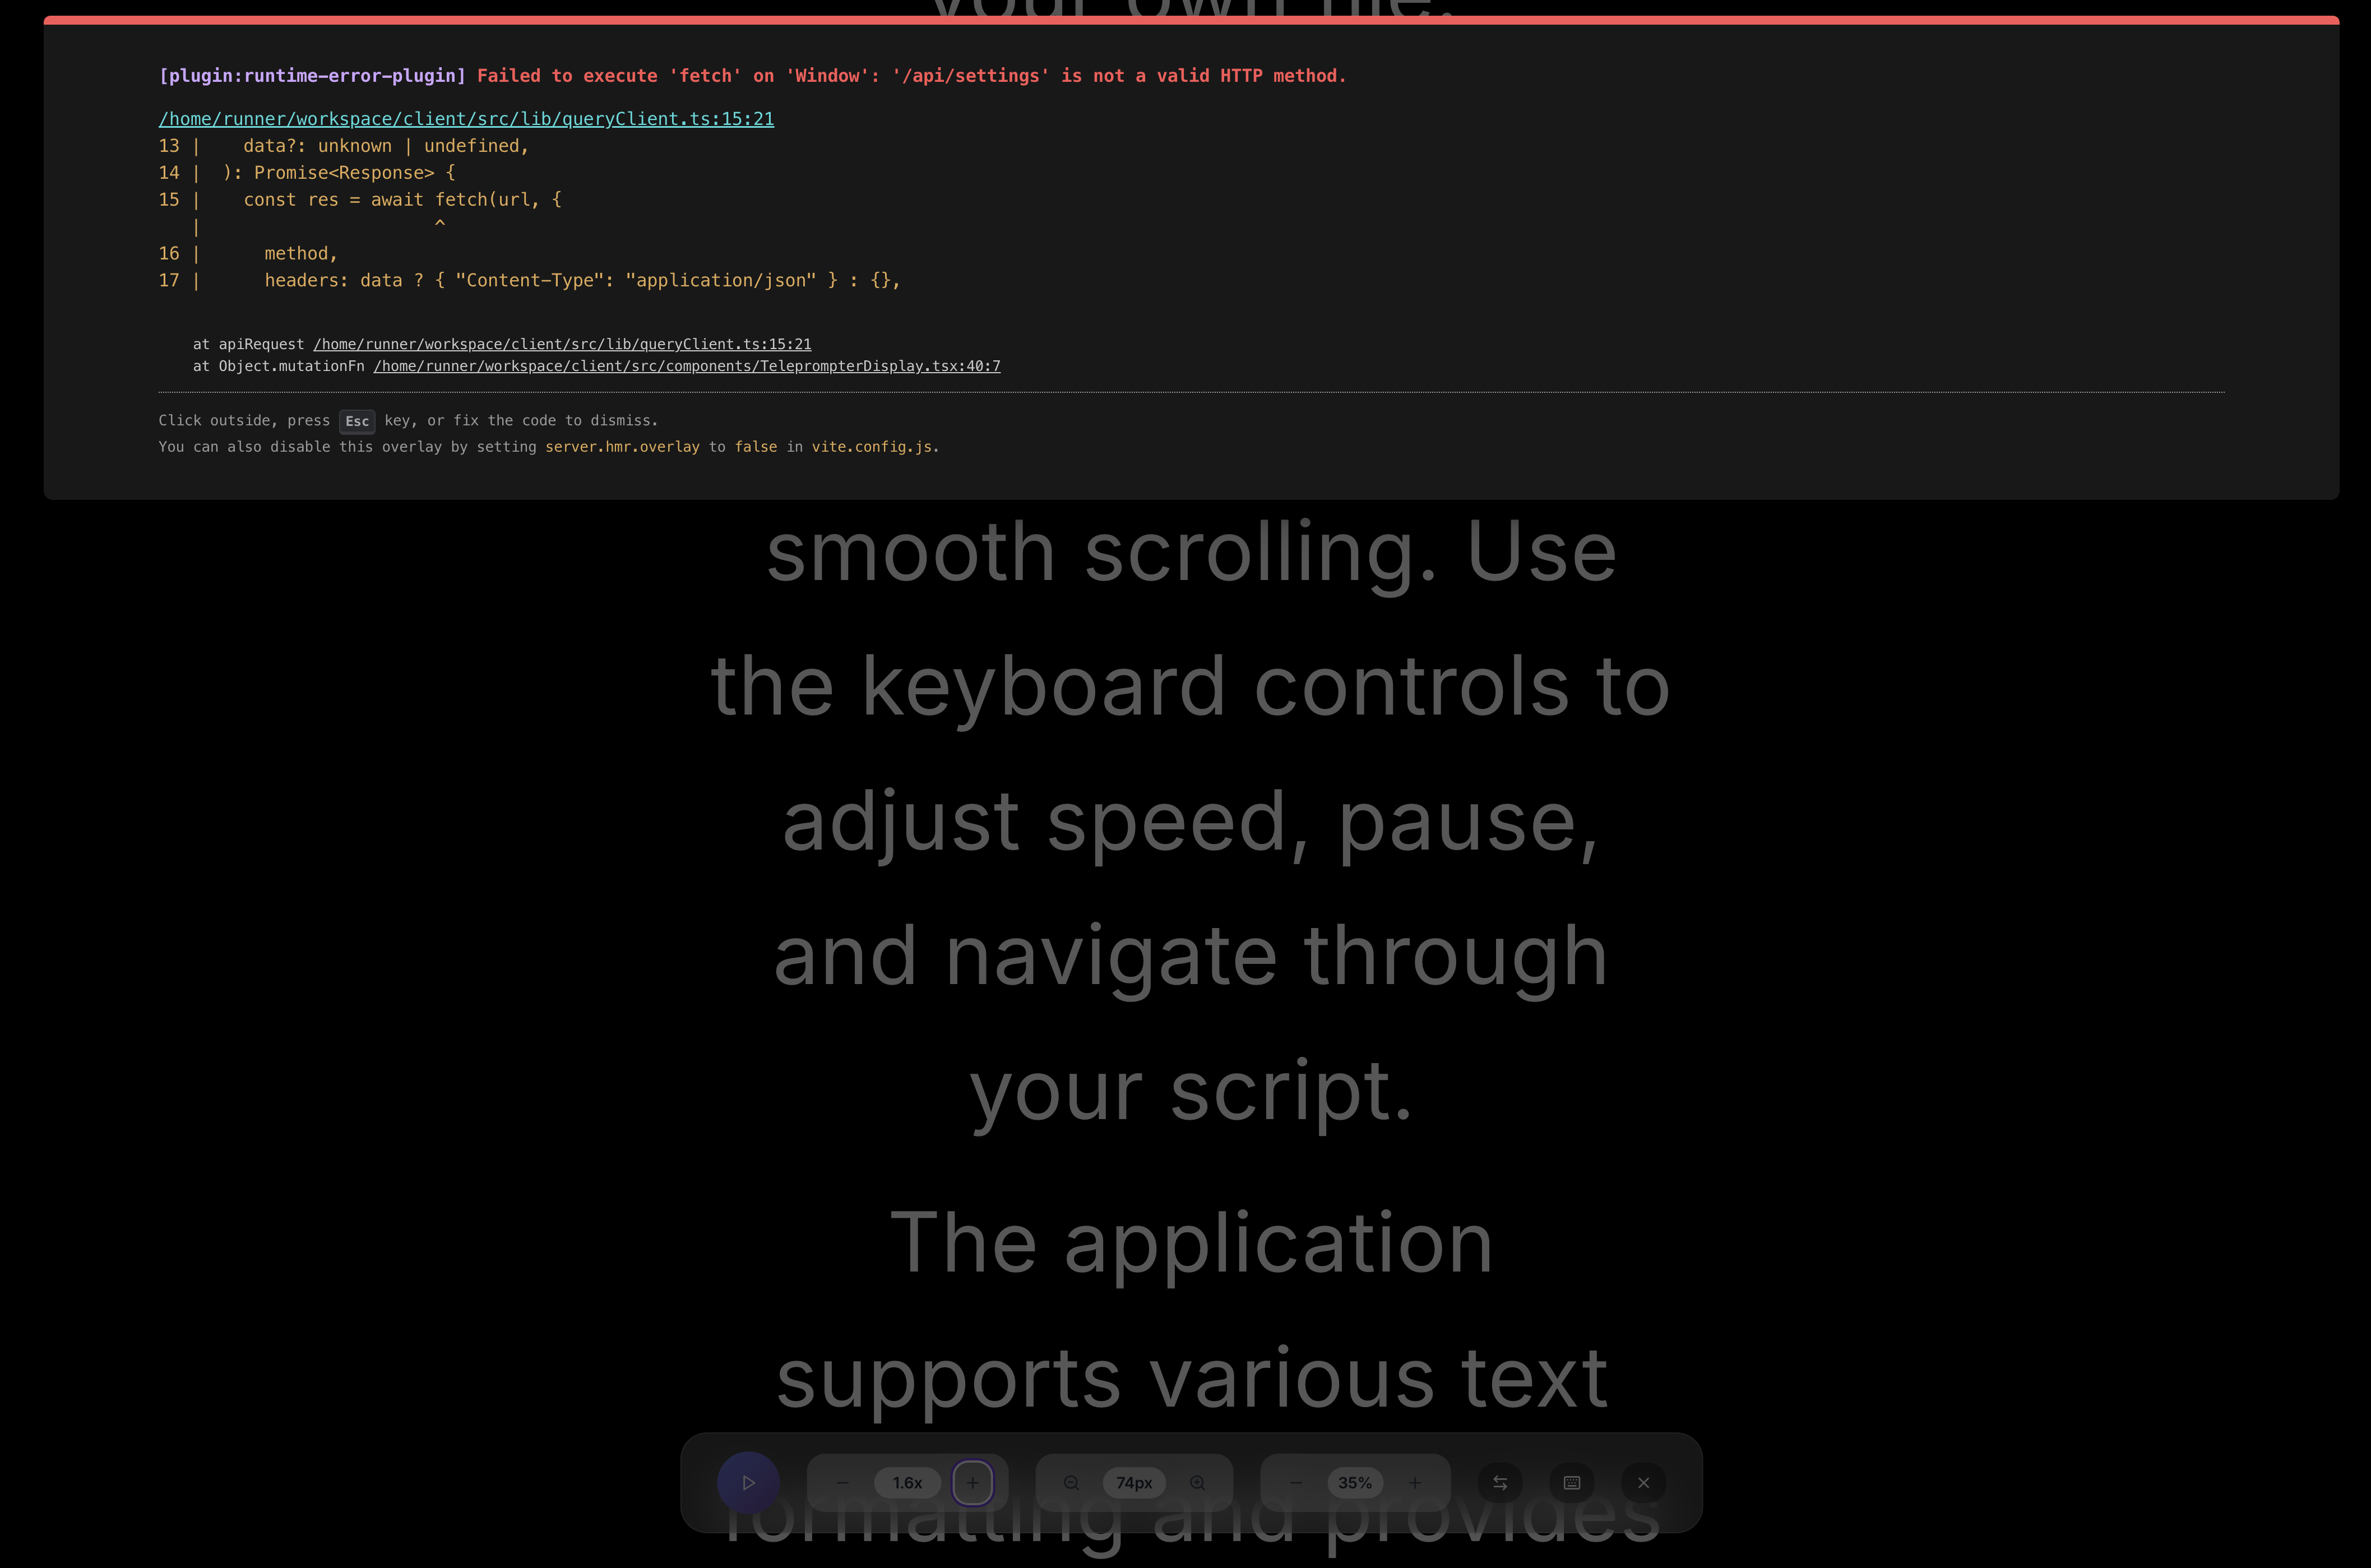 your own file.
[plugin:runtime-error-plugin] Failed to execute 'fetch' on 'Window': '/api/settings' is not a valid HTTP method.
/home/runner/workspace/client/src/lib/queryClient.ts:15:21
13 |    data?: unknown | undefined,
14 |  ): Promise<Response> {
15 |    const res = await fetch(url, {
   |                      ^
16 |      method,
17 |      headers: data ? { "Content-Type": "application/json" } : {},
at apiRequest /home/runner/workspace/client/src/lib/queryClient.ts:15:21
at Object.mutationFn /home/runner/workspace/client/src/components/TeleprompterDisplay.tsx:40:7
Click outside, press Esc key, or fix the code to dismiss.
You can also disable this overlay by setting server.hmr.overlay to false in vite.config.js.
smooth scrolling. Use
the keyboard controls to
adjust speed, pause,
and navigate through
your script.
The application
supports various text
1.6x 74px 35%
formatting and provides